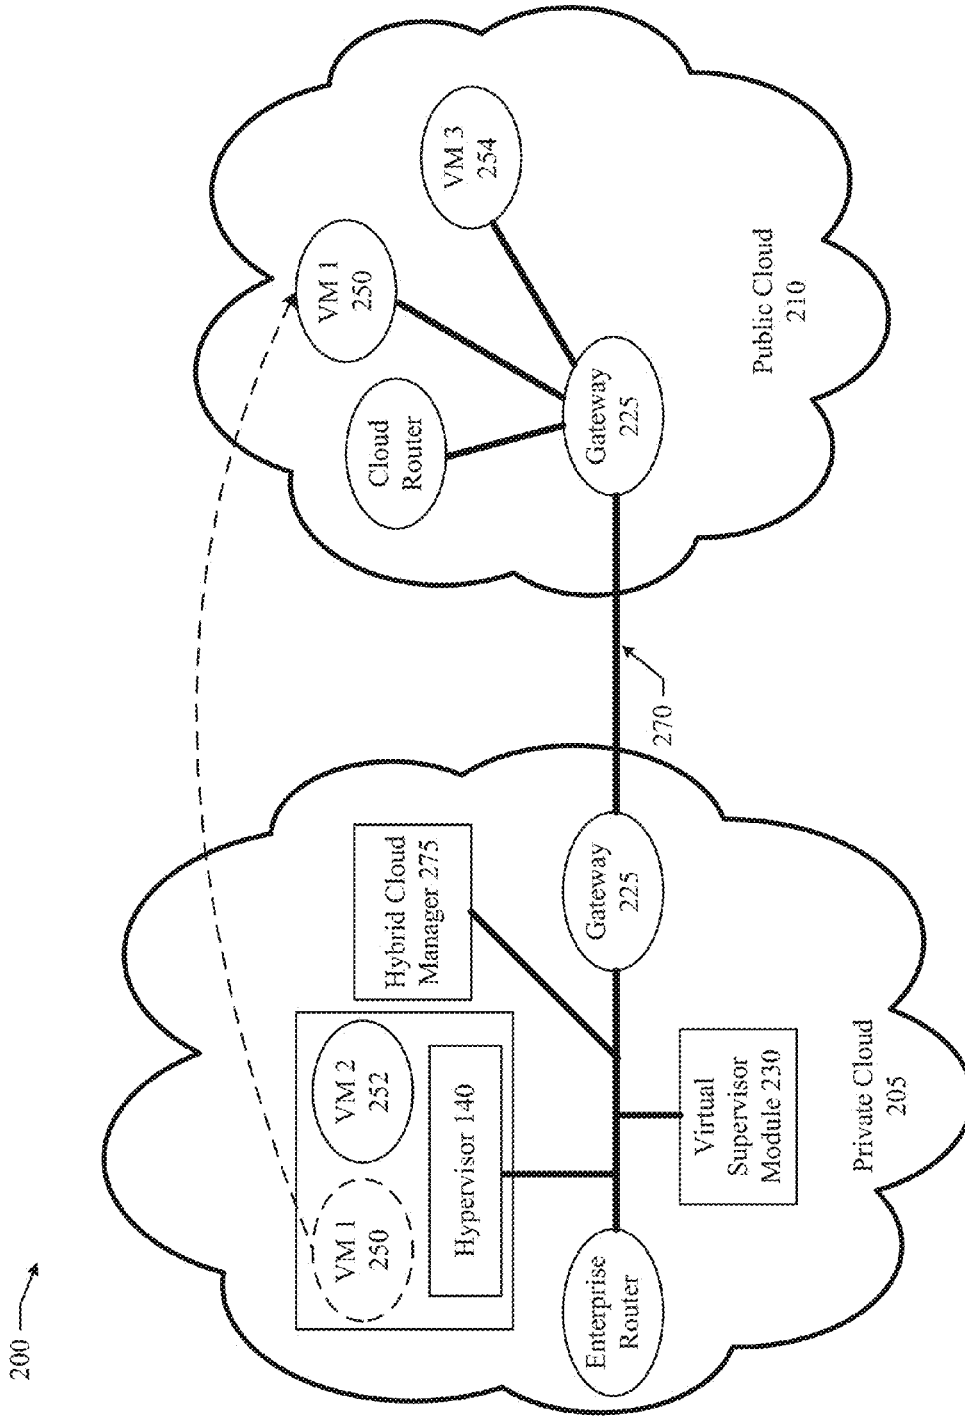 200
VM 1
250
VM 2
252
Hypervisor 140
Hybrid Cloud
Manager 275
Enterprise
Router
Virtual
Supervisor
Module 230
Gateway
225
Private Cloud
205
270
Cloud
Router
VM 1
250
VM 3
254
Gateway
225
Public Cloud
210